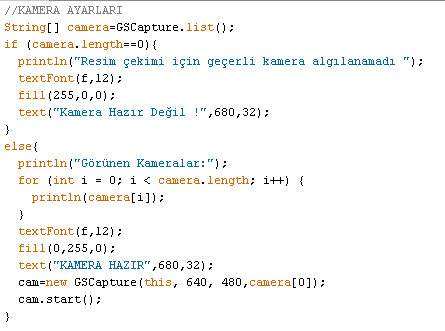 //KAMERA AYARLARI
String[] camera=GSCapture.list();
if (camera.length==0){
  println("Resim çekimi için geçerli kamera algılanamadı ");
  textFont(f,12);
  fill(255,0,0);
  text("Kamera Hazır Değil !",680,32);
}
else{
  println("Görünen Kameralar:");
  for (int i = 0; i < camera.length; i++) {
    println(camera[i]);
  }
  textFont(f,12);
  fill(0,255,0);
  text("KAMERA HAZIR",680,32);
  cam=new GSCapture(this, 640, 480,camera[0]);
  cam.start();
}